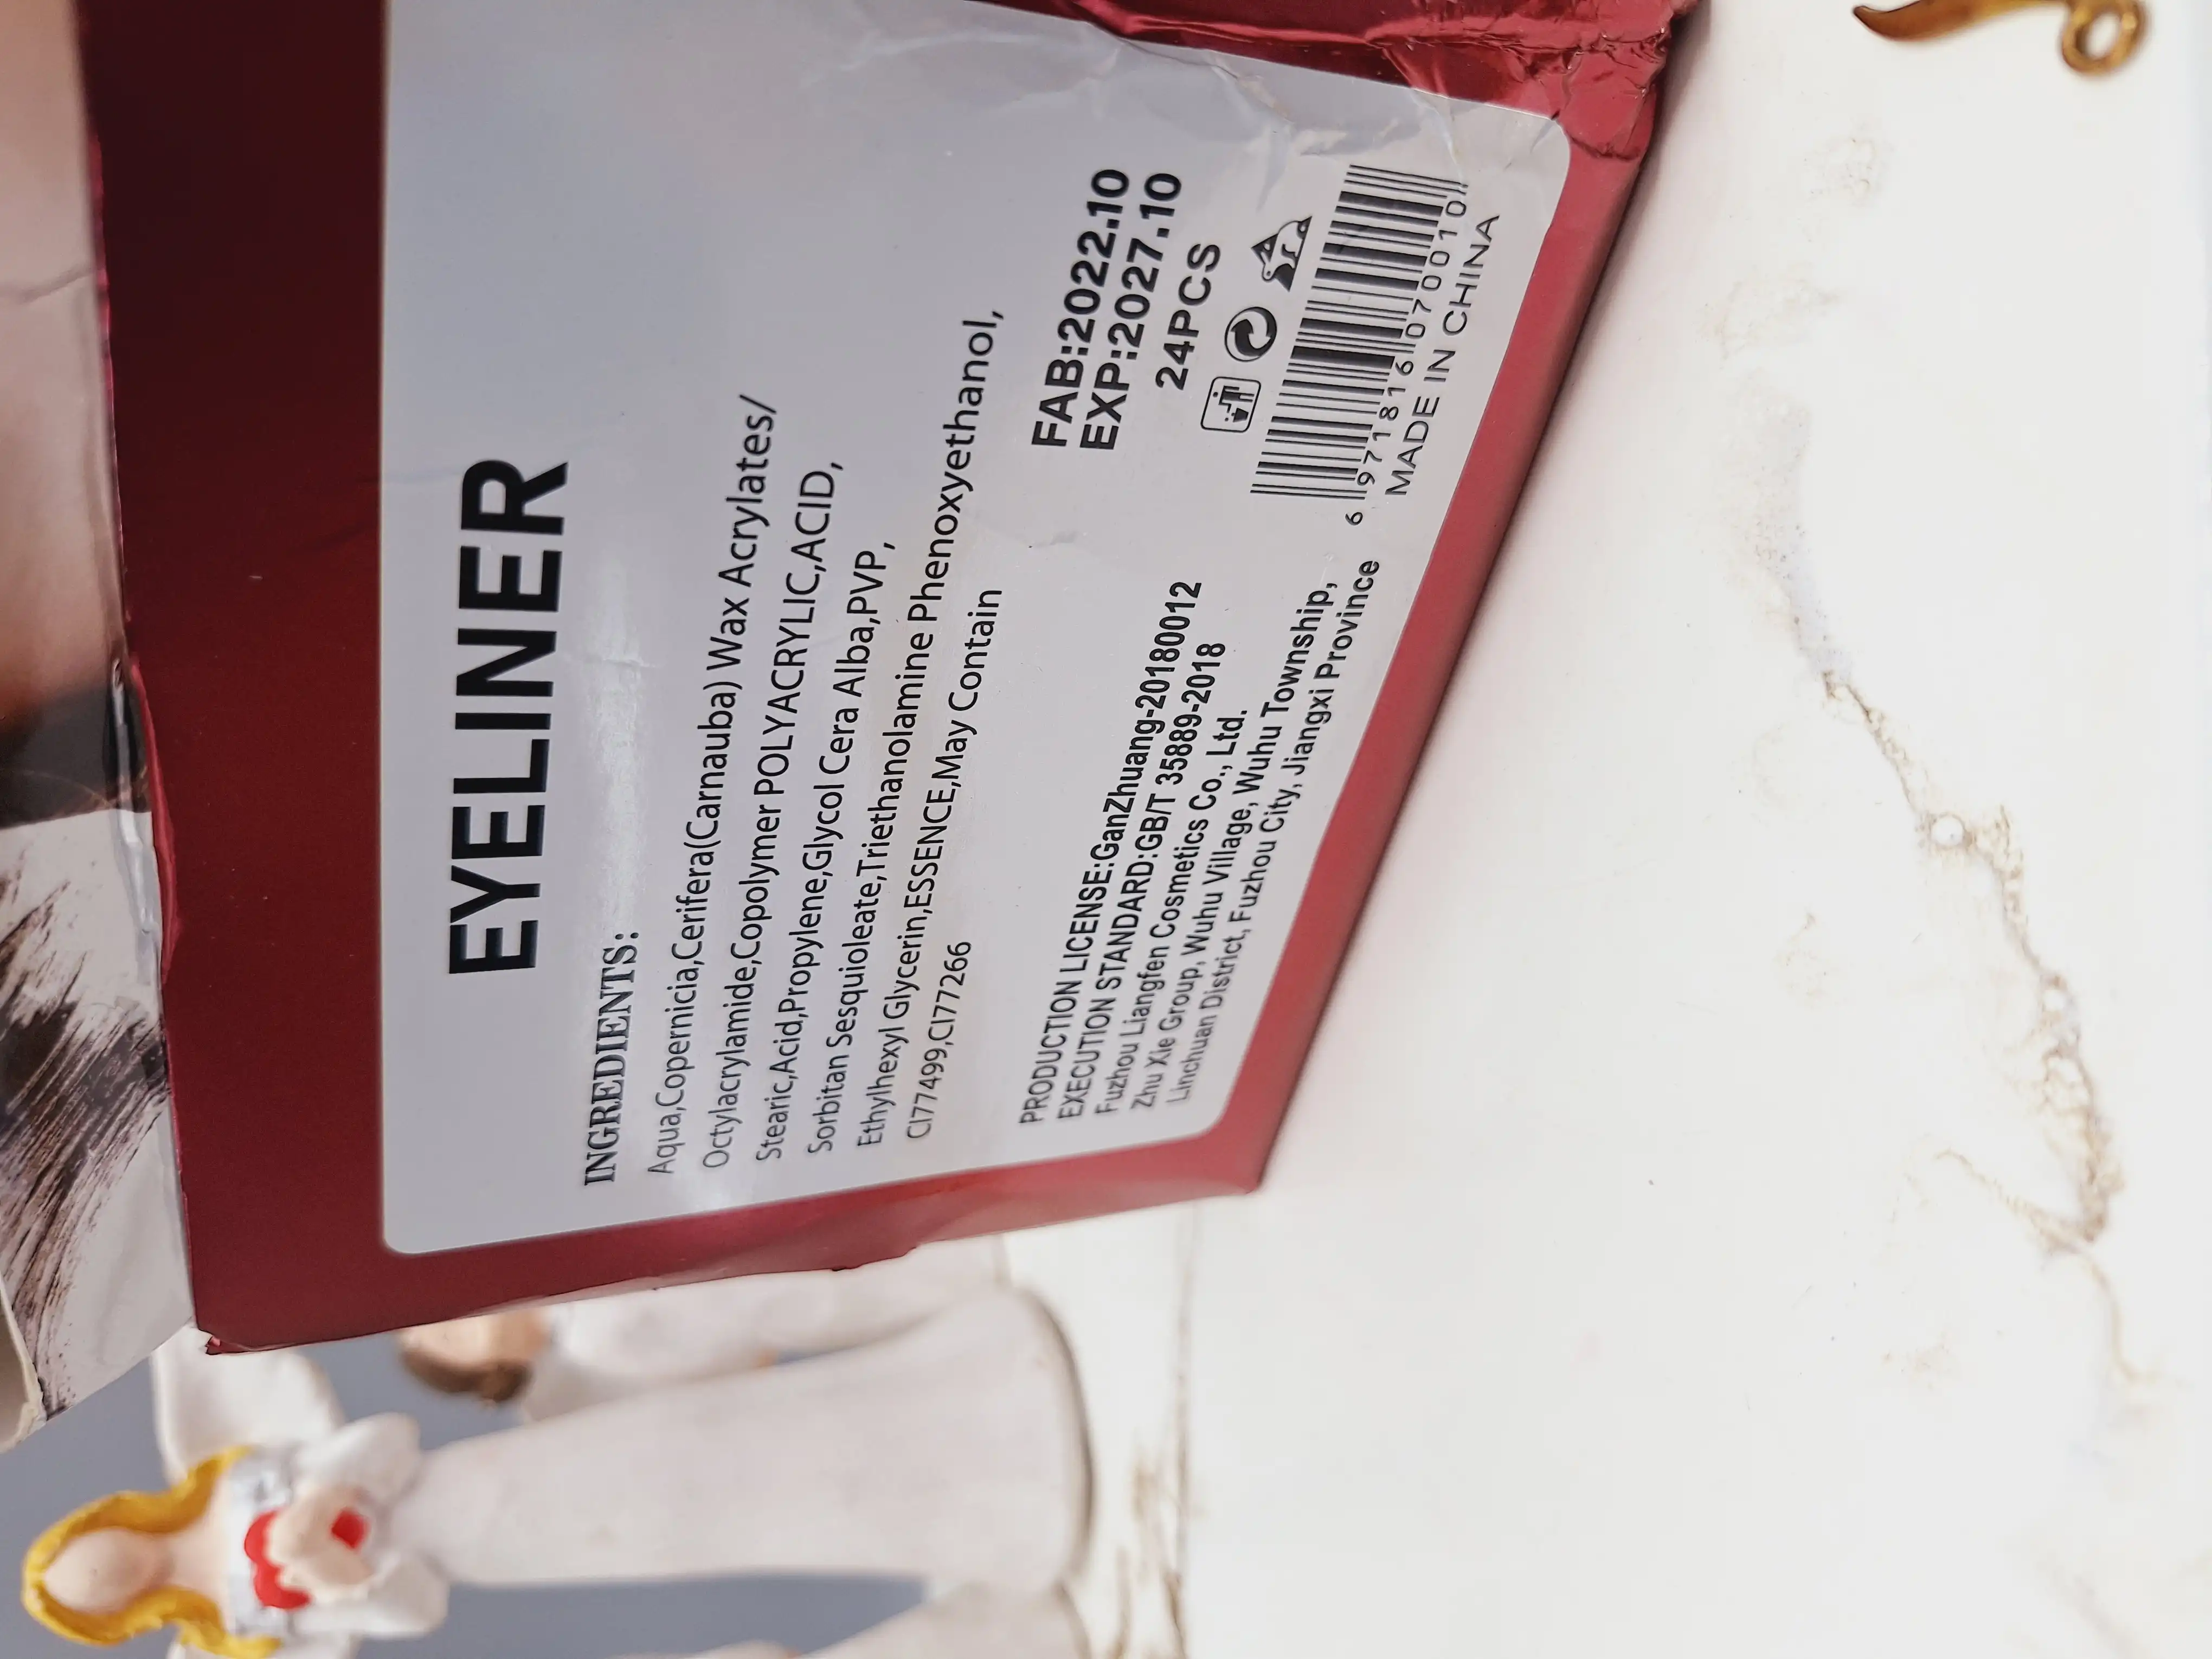 EYELINER
INGREDIENTS:
Aqua,Copernicia,Cerifera(Carnauba) Wax Acrylates/
Octylacrylamide,Copolymer POLYACRYLIC,ACID,
Stearic,Acid,Propylene,Glycol Cera Alba,PVP,
Sorbitan Sesquioleate,Triethanolamine Phenoxyethanol,
Ethylhexyl Glycerin,ESSENCE,May Contain
CI77499,CI77266
FAB:2022.10
EXP:2027.10
24PCS
PRODUCTION LICENSE:GanZhuang-20180012
EXECUTION STANDARD:GB/T 35889-2018
Fuzhou Liangfen Cosmetics Co., Ltd.
Zhu Xie Group, Wuhu Village, Wuhu Township,
Linchuan District, Fuzhou City, Jiangxi Province
6 971816 070010
MADE IN CHINA